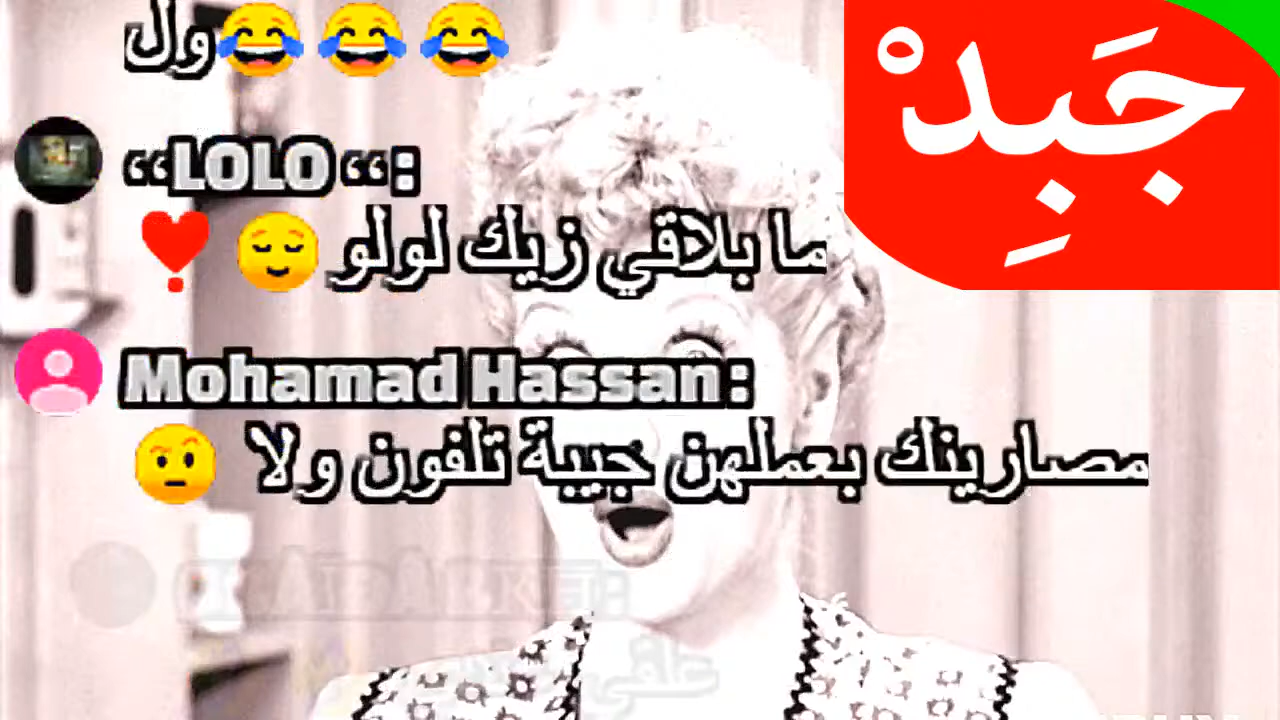 ول😂😂😂
جَبِدْ
“LOLO“:
ما بلاقي زيك لولو 😌❣
Mohamad Hassan:
مصارينك بعملهن جيبة تلفون ولا 🤨